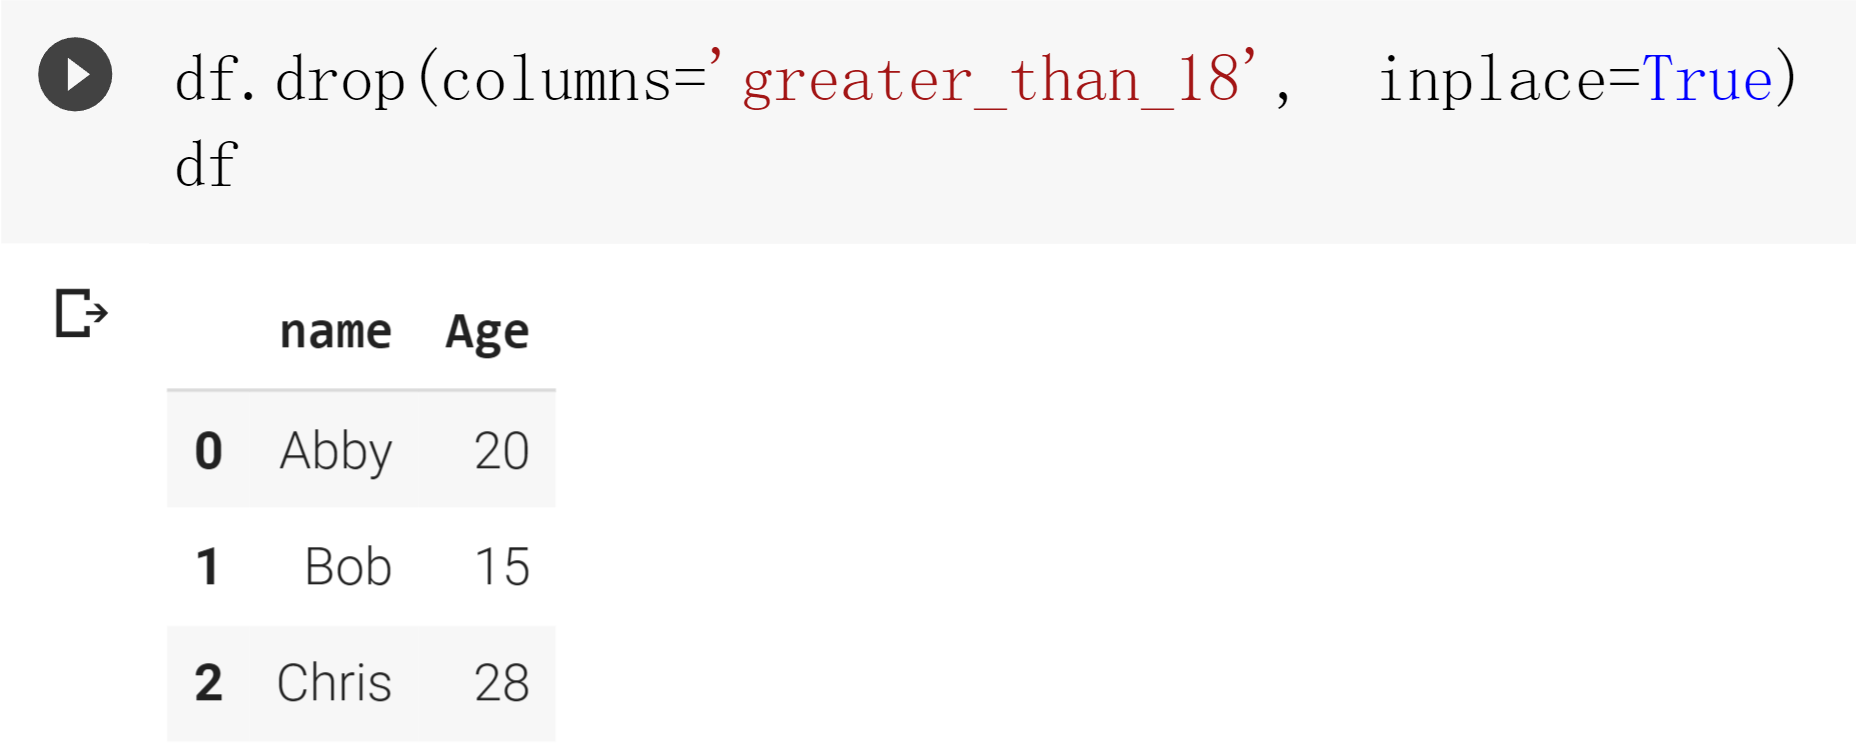 df.drop(columns='greater_than_18', inplace=True)
df
name Age
0 Abby 20
1 Bob 15
2 Chris 28